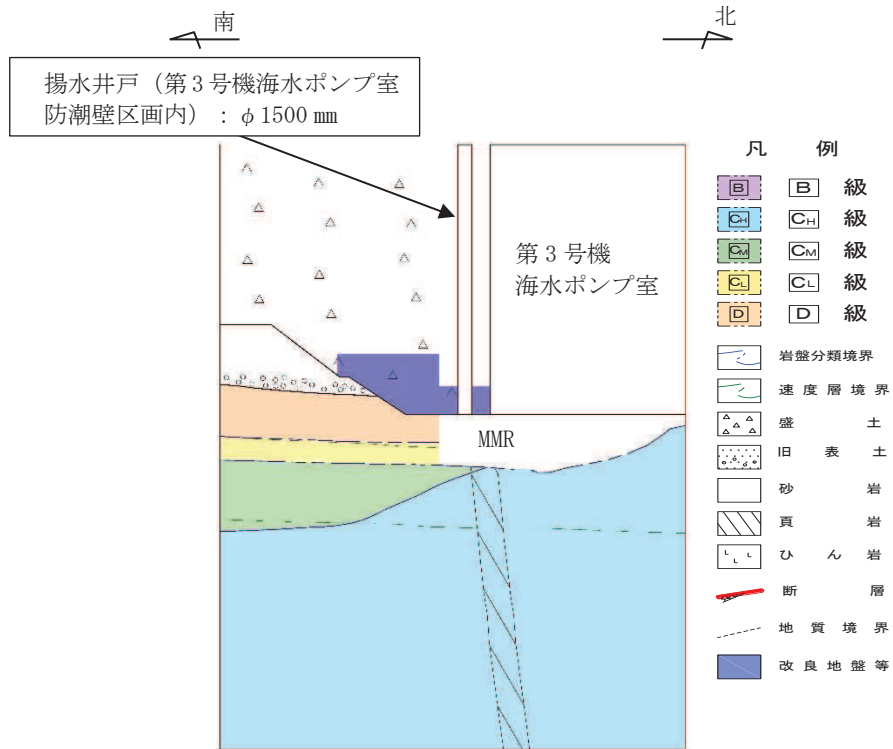 南
北
揚水井戸（第３号機海水ポンプ室
防潮壁区画内）：φ1500 mm
第３号機
海水ポンプ室
MMR
凡 例
B B 級
CH CH 級
CM CM 級
CL CL 級
D D 級
岩盤分類境界
速度層境界
盛 土
旧 表 土
砂 岩
頁 岩
ひ ん 岩
断 層
地 質 境 界
改 良 地 盤 等